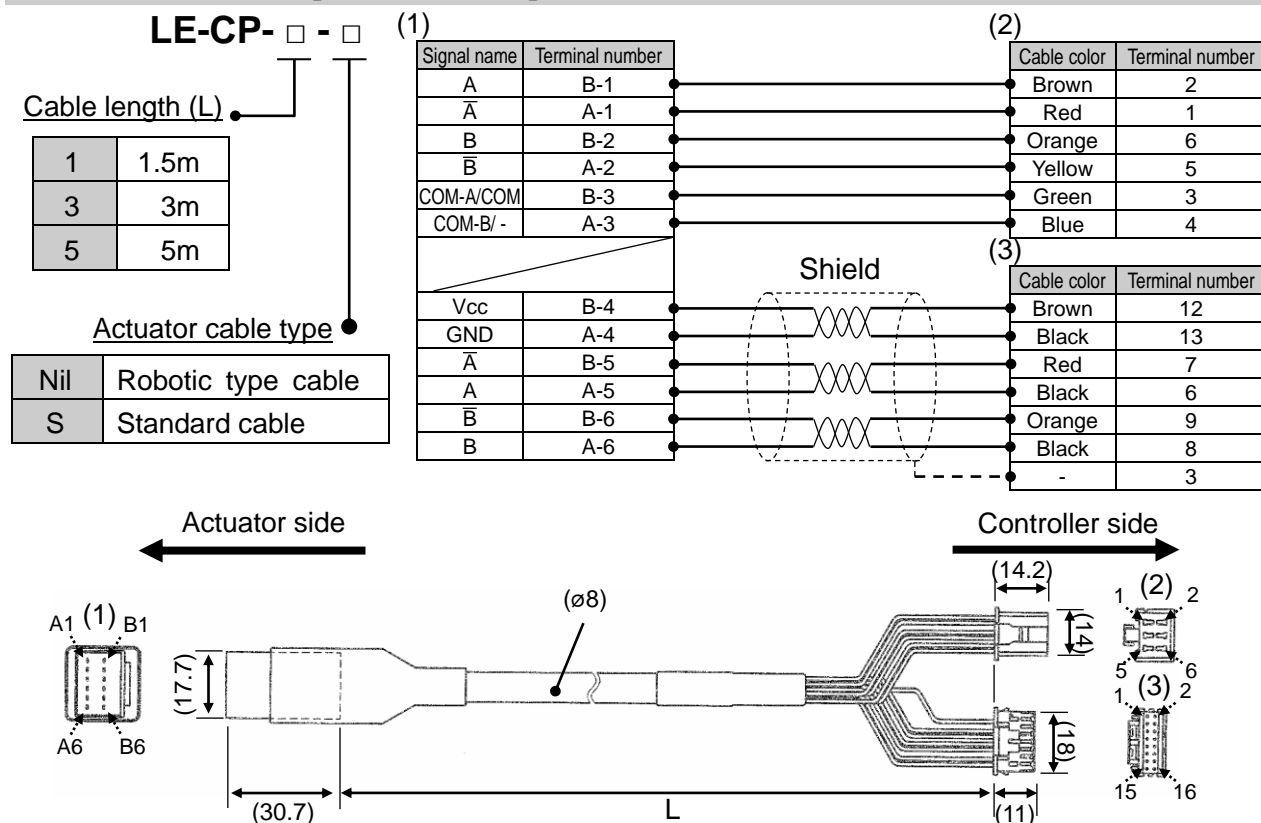 LE-CP- □ - □
Cable length (L)
1 1.5m
3 3m
5 5m
Actuator cable type
Nil Robotic type cable
S Standard cable
(1)
Signal name Terminal number
A B-1
A̅ A-1
B B-2
B̅ A-2
COM-A/COM B-3
COM-B/ - A-3
Vcc B-4
GND A-4
A̅ B-5
A A-5
B̅ B-6
B A-6
Shield
(2)
Cable color Terminal number
Brown 2
Red 1
Orange 6
Yellow 5
Green 3
Blue 4
(3)
Cable color Terminal number
Brown 12
Black 13
Red 7
Black 6
Orange 9
Black 8
- 3
Actuator side
Controller side
(1)
A1 B1
A6 B6
(17.7)
(30.7)
(ø8)
L
(14.2)
(14)
(18)
(11)
(2)
1 2
5 6
(3)
1 2
15 16